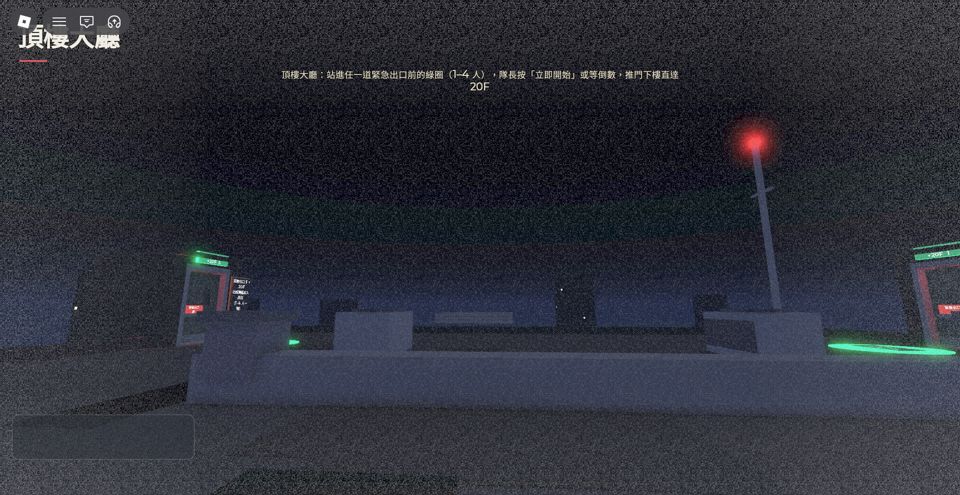 頂樓大廳
頂樓大廳：站進任一道緊急出口前的綠圈（1–4 人），隊長按「立即開始」或等倒數，推門下樓直達
20F